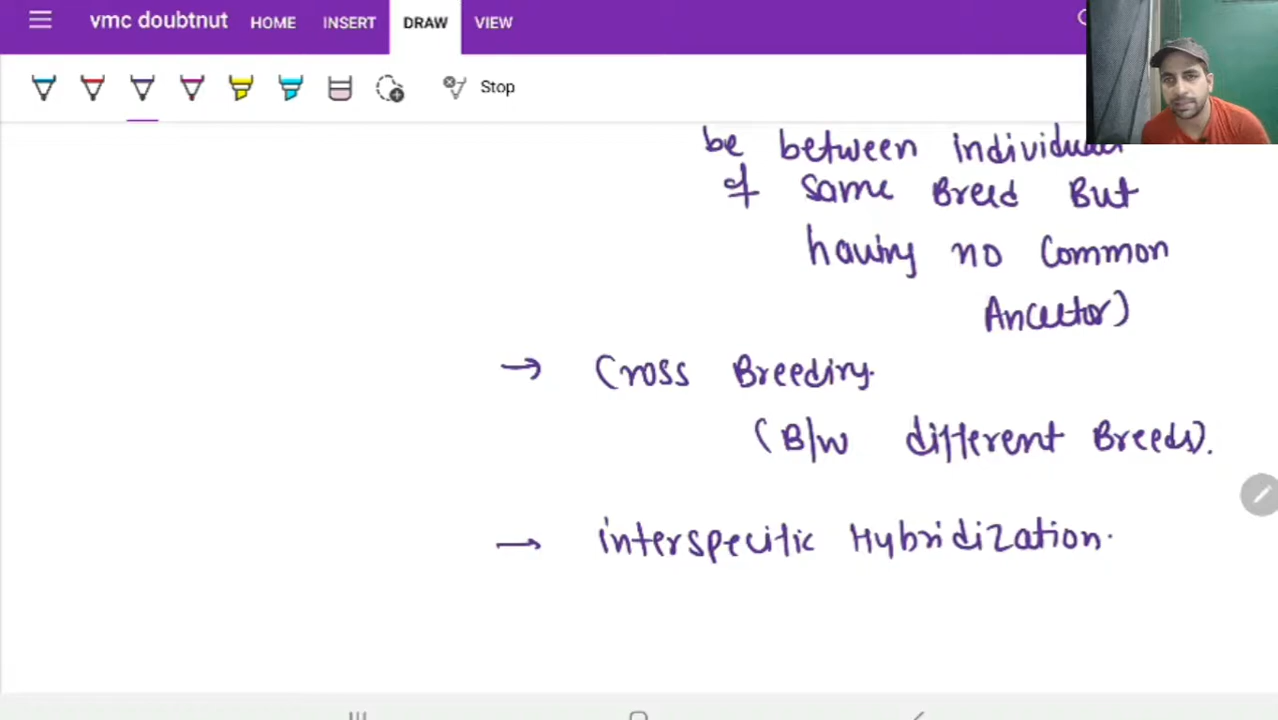 vmc doubtnut HOME INSERT DRAW VIEW
Stop
be between individual
of same Breed But
having no Common
Ancestor)
→ Cross Breeding.
(B/w different Breeds).
→ interspecific Hybridization.